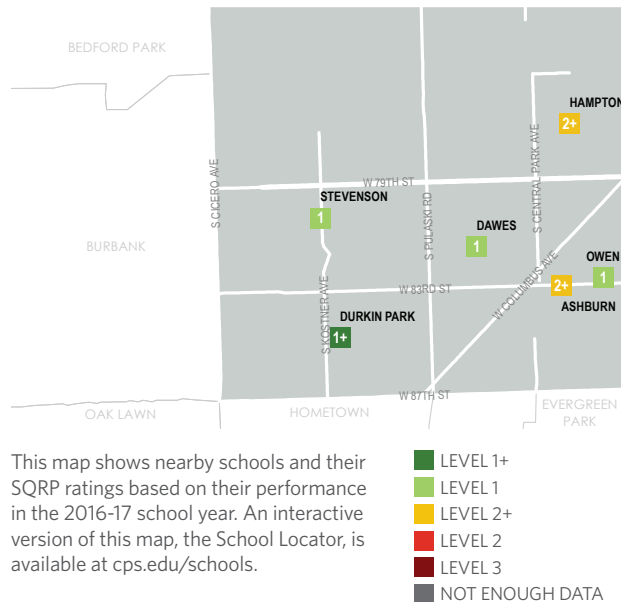 BEDFORD PARK
HAMPTON
2+
S CICERO AVE
S CENTRAL PARK AVE
W 79TH ST
STEVENSON
1
S PULASKI RD
DAWES
1
BURBANK
OWEN
1
W COLUMBUS AVE
W 83RD ST
2+
ASHBURN
S KOSTNER AVE
DURKIN PARK
1+
W 87TH ST
OAK LAWN
HOMETOWN
EVERGREEN
PARK
This map shows nearby schools and their
SQRP ratings based on their performance
in the 2016-17 school year. An interactive
version of this map, the School Locator, is
available at cps.edu/schools.
LEVEL 1+
LEVEL 1
LEVEL 2+
LEVEL 2
LEVEL 3
NOT ENOUGH DATA